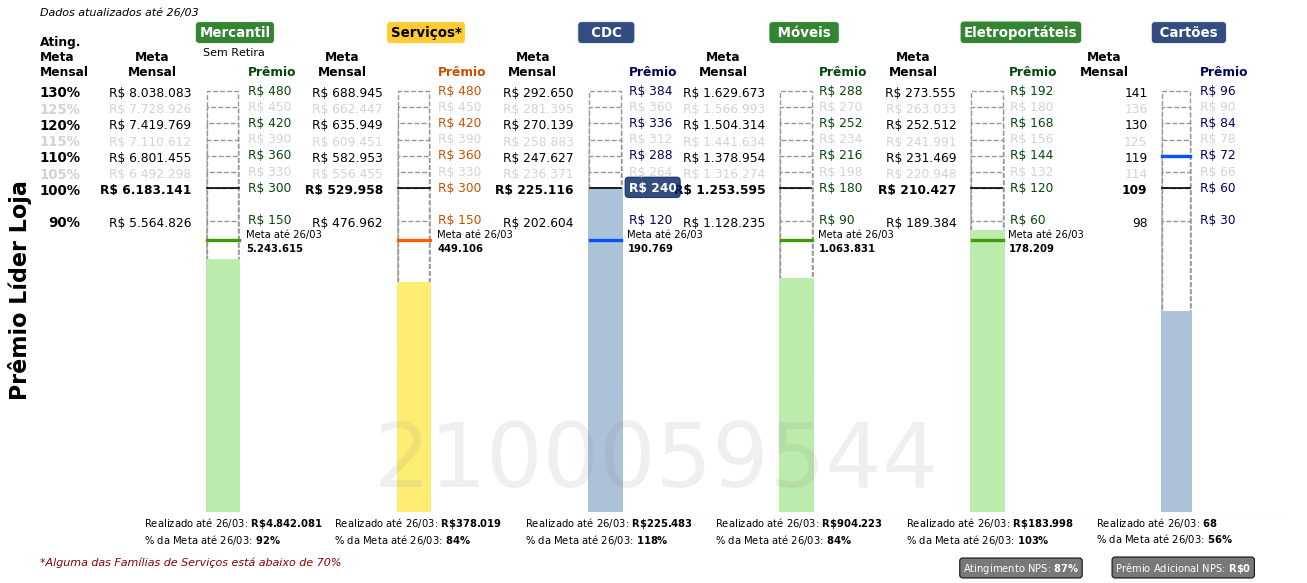 Dados atualizados até 26/03
Mercantil Serviços* CDC Móveis Eletroportáteis Cartões
Sem Retira
Ating. Meta Mensal
Meta Mensal Prêmio Meta Mensal Prêmio Meta Mensal Prêmio Meta Mensal Prêmio Meta Mensal Prêmio Meta Mensal Prêmio
130% R$ 8.038.083 R$ 480 R$ 688.945 R$ 480 R$ 292.650 R$ 384 R$ 1.629.673 R$ 288 R$ 273.555 R$ 192 141 R$ 96
125% R$ 7.728.926 R$ 450 R$ 662.447 R$ 450 R$ 281.395 R$ 360 R$ 1.566.993 R$ 270 R$ 263.033 R$ 180 136 R$ 90
120% R$ 7.419.769 R$ 420 R$ 635.949 R$ 420 R$ 270.139 R$ 336 R$ 1.504.314 R$ 252 R$ 252.512 R$ 168 130 R$ 84
115% R$ 7.110.612 R$ 390 R$ 609.451 R$ 390 R$ 258.883 R$ 312 R$ 1.441.634 R$ 234 R$ 241.991 R$ 156 125 R$ 78
110% R$ 6.801.455 R$ 360 R$ 582.953 R$ 360 R$ 247.627 R$ 288 R$ 1.378.954 R$ 216 R$ 231.469 R$ 144 119 R$ 72
105% R$ 6.492.298 R$ 330 R$ 556.455 R$ 330 R$ 236.371 R$ 264 R$ 1.316.274 R$ 198 R$ 220.948 R$ 132 114 R$ 66
100% R$ 6.183.141 R$ 300 R$ 529.958 R$ 300 R$ 225.116 R$ 240 R$ 1.253.595 R$ 180 R$ 210.427 R$ 120 109 R$ 60
90% R$ 5.564.826 R$ 150 R$ 476.962 R$ 150 R$ 202.604 R$ 120 R$ 1.128.235 R$ 90 R$ 189.384 R$ 60 98 R$ 30
Meta até 26/03 Meta até 26/03 Meta até 26/03 Meta até 26/03 Meta até 26/03
5.243.615 449.106 190.769 1.063.831 178.209
Prêmio Líder Loja
2100059544
Realizado até 26/03: R$4.842.081 Realizado até 26/03: R$378.019 Realizado até 26/03: R$225.483 Realizado até 26/03: R$904.223 Realizado até 26/03: R$183.998 Realizado até 26/03: 68
% da Meta até 26/03: 92% % da Meta até 26/03: 84% % da Meta até 26/03: 118% % da Meta até 26/03: 84% % da Meta até 26/03: 103% % da Meta até 26/03: 56%
*Alguma das Famílias de Serviços está abaixo de 70%
Atingimento NPS: 87% Prêmio Adicional NPS: R$0